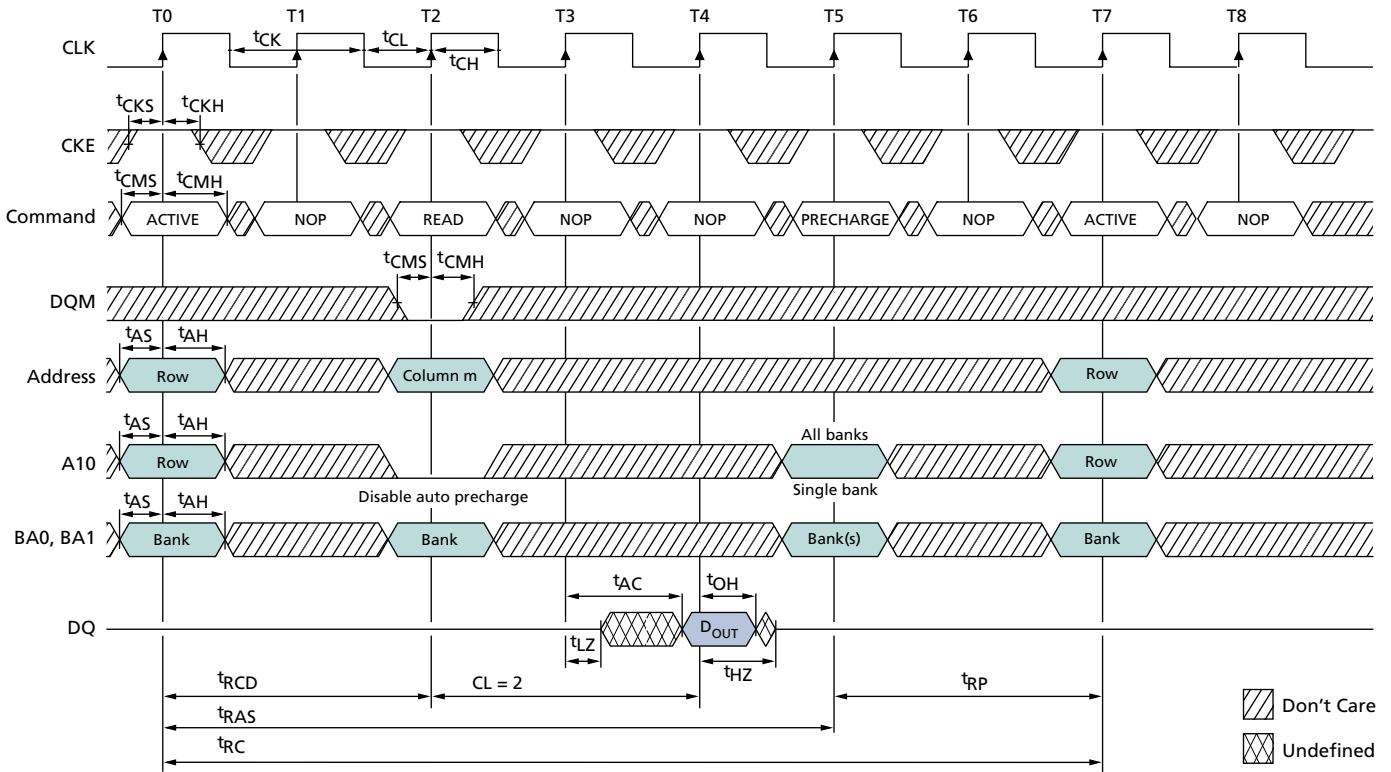 T0 T1 T2 T3 T4 T5 T6 T7 T8
CLK
tCK tCL
tCH
tCKS tCKH
CKE
tCMS tCMH
Command ACTIVE NOP READ NOP NOP PRECHARGE NOP ACTIVE NOP
tCMS tCMH
DQM
tAS tAH
Address Row Column m Row
tAS tAH
All banks
A10 Row Row
Disable auto precharge Single bank
tAS tAH
BA0, BA1 Bank Bank Bank(s) Bank
tAC tOH
DQ DOUT
tLZ tHZ
tRCD CL = 2 tRP
Don't Care
tRAS
tRC
Undefined